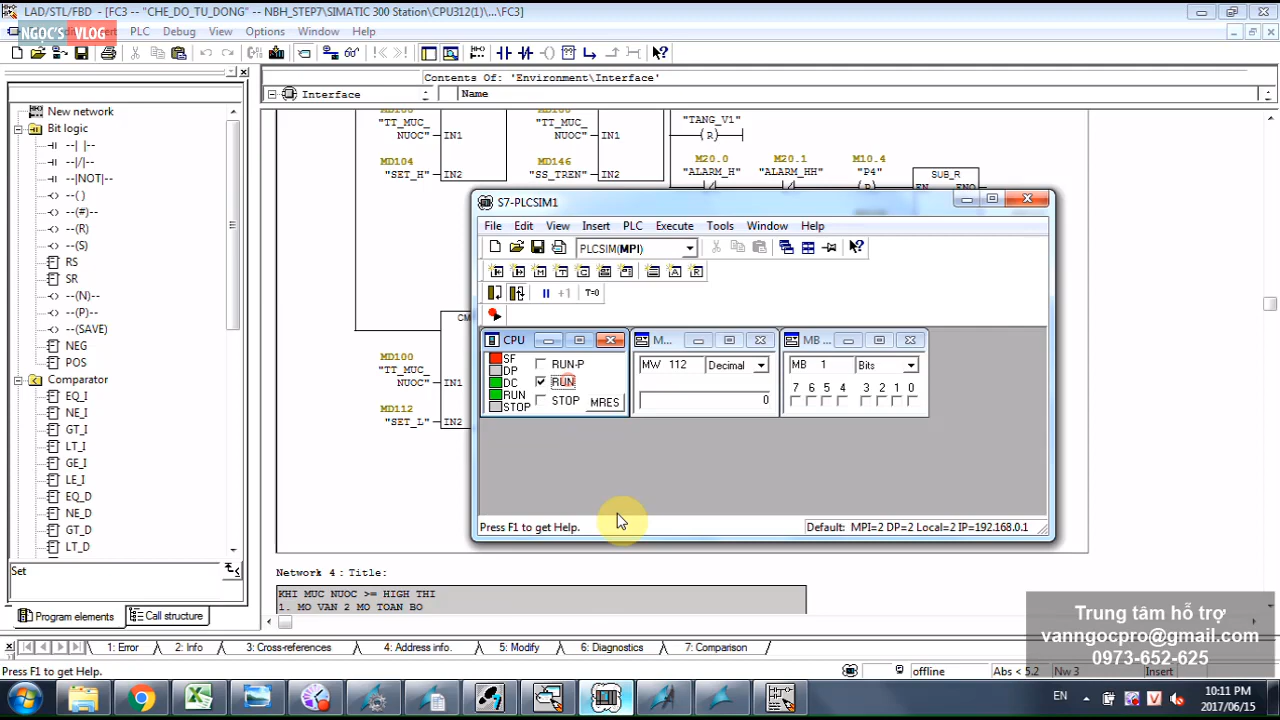 LAD/STL/FBD - [FC3 -- "CHE_DO_TU_DONG" -- NBH_STEP7\SIMATIC 300 Station\CPU312(1)\...\FC3]
NGỌC'S VLOG
PLC Debug View Options Window Help
Contents Of: 'Environment\Interface'
Interface
Name
New network
Bit logic
--| |--
--|/|--
--|NOT|--
--( )
--(#)
--(R)
--(S)
RS
SR
--(N)--
--(P)--
--(SAVE)
NEG
POS
Comparator
EQ_I
NE_I
GT_I
LT_I
GE_I
LE_I
EQ_D
NE_D
GT_D
LT_D
Set
Program elements
Call structure
"TT_MUC_
NUOC" IN1
MD104
"SET_H" IN2
"TT_MUC_
NUOC" IN1
MD146
"SS_TREN" IN2
"TANG_V1"
(R)
M20.0
"ALARM_H"
M20.1
"ALARM_HH"
M10.4
"P4"
SUB_R
MD100
"TT_MUC_
NUOC" IN1
MD112
"SET_L" IN2
S7-PLCSIM1
File Edit View Insert PLC Execute Tools Window Help
PLCSIM(MPI)
+1 T=0
CPU
SF
DP
DC
RUN
STOP
RUN-P
RUN
STOP
MRES
M...
MW 112 Decimal
0
MB ...
MB 1 Bits
7 6 5 4 3 2 1 0
Press F1 to get Help.
Default: MPI=2 DP=2 Local=2 IP=192.168.0.1
Network 4 : Title:
KHI MUC NUOC >= HIGH THI
1. MO VAN 2 MO TOAN BO
Trung tâm hỗ trợ
vanngocpro@gmail.com
0973-652-625
1: Error 2: Info 3: Cross-references 4: Address info. 5: Modify 6: Diagnostics 7: Comparison
Press F1 to get Help.
offline
Abs < 5.2
Nw 3
Insert
EN
10:11 PM
2017/06/15